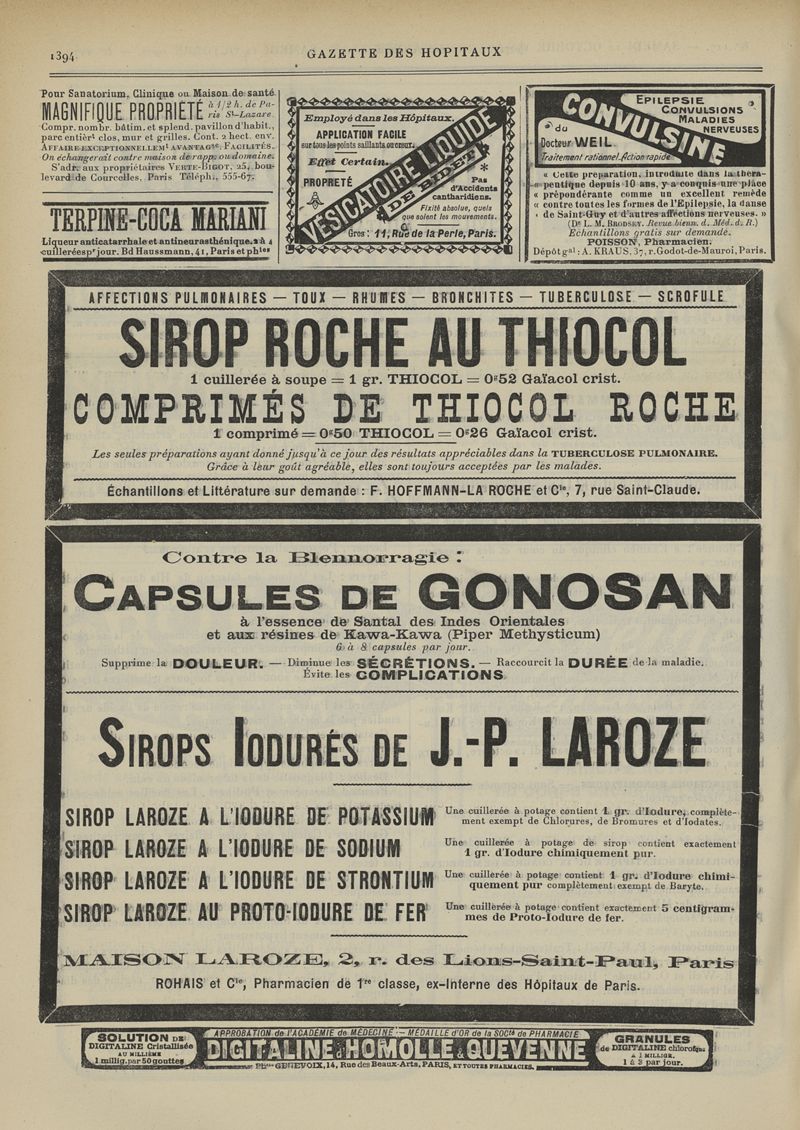 1394
GAZETTE DES HOPITAUX
Pour Sanatorium, Clinique ou Maison de santé
MAGNIFIQUE PROPRIÉTÉ à 1/2 h. de Pa-
ris St-Lazare
Compr. nombr. bâtim. et splend. pavillon d'habit.,
parc entièrt clos, mur et grilles. Cont. 2 hect. env.
AFFAIRE EXCEPTIONNELLEMt AVANTAGse. FACILITÉS.
On échangerait contre maison de rapp. ou domaine.
S'adr. aux propriétaires VERTE-BIGOT, 25, bou-
levard de Courcelles, Paris Téléph., 555-67.
TERPINE-COCA MARIANI
Liqueur anticatarrhale et antineurasthénique. 2 à 4
cuillerées pr jour. Bd Haussmann, 41, Paris et phies
Employé dans les Hôpitaux.
APPLICATION FACILE
sur tous les points saillants ou creux.
Effet Certain.
PROPRETÉ
VÉSICATOIRE LIQUIDE
DE BIDET
Pas
d'Accidents
cantharidiens.
Fixité absolue, quels
que soient les mouvements.
Gros : 11, Rue de la Perle, Paris.
EPILEPSIE
CONVULSIONS
MALADIES
NERVEUSES
CONVULSINE
du
Docteur WEIL
Traitement rationnel. Action rapide
« Cette préparation, introduite dans la théra-
« peutique depuis 10 ans, y a conquis une place
« prépondérante comme un excellent remède
« contre toutes les formes de l'Epilepsie, la danse
« de Saint-Guy et d'autres affections nerveuses. »
(Dr L. M. BRODSKY. Revue bienm. d. Méd. d. R.)
Echantillons gratis sur demande.
POISSON, Pharmacien.
Dépôt gal : A. KRAUS, 37, r. Godot-de-Mauroi, Paris.
AFFECTIONS PULMONAIRES — TOUX — RHUMES — BRONCHITES — TUBERCULOSE — SCROFULE
SIROP ROCHE AU THIOCOL
1 cuillerée à soupe = 1 gr. THIOCOL = 0g52 Gaïacol crist.
COMPRIMÉS DE THIOCOL ROCHE
1 comprimé = 0g50 THIOCOL = 0g26 Gaïacol crist.
Les seules préparations ayant donné jusqu'à ce jour des résultats appréciables dans la TUBERCULOSE PULMONAIRE.
Grâce à leur goût agréable, elles sont toujours acceptées par les malades.
Échantillons et Littérature sur demande : F. HOFFMANN-LA ROCHE et Cie, 7, rue Saint-Claude.
Contre la Blennorragie :
CAPSULES DE GONOSAN
à l'essence de Santal des Indes Orientales
et aux résines de Kawa-Kawa (Piper Methysticum)
6 à 8 capsules par jour.
Supprime la DOULEUR. — Diminue les SÉCRÉTIONS. — Raccourcit la DURÉE de la maladie.
Évite les COMPLICATIONS
SIROPS IODURÉS DE J.-P. LAROZE
SIROP LAROZE A L'IODURE DE POTASSIUM Une cuillerée à potage contient 1 gr. d'Iodure, complète-
ment exempt de Chlorures, de Bromures et d'Iodates.
SIROP LAROZE A L'IODURE DE SODIUM Une cuillerée à potage de sirop contient exactement
1 gr. d'Iodure chimiquement pur.
SIROP LAROZE A L'IODURE DE STRONTIUM Une cuillerée à potage contient 1 gr. d'Iodure chimi-
quement pur complètement exempt de Baryte.
SIROP LAROZE AU PROTO-IODURE DE FER Une cuillerée à potage contient exactement 5 centigram-
mes de Proto-Iodure de fer.
MAISON LAROZE, 2, r. des Lions-Saint-Paul, Paris
ROHAIS et Cie, Pharmacien de 1re classe, ex-Interne des Hôpitaux de Paris.
SOLUTION DE
DIGITALINE Cristallisée
AU MILLIÈME
1 millig. par 50 gouttes
APPROBATION de l'ACADÉMIE de MÉDECINE — MÉDAILLE d'OR de la SOCté de PHARMACIE
DIGITALINE d'HOMOLLE & QUEVENNE
Phie GENEVOIX, 14, Rue des Beaux-Arts, PARIS, ET TOUTES PHARMACIES.
GRANULES
de DIGITALINE chlorofque
A 1 MILLIGR.
1 à 3 par jour.